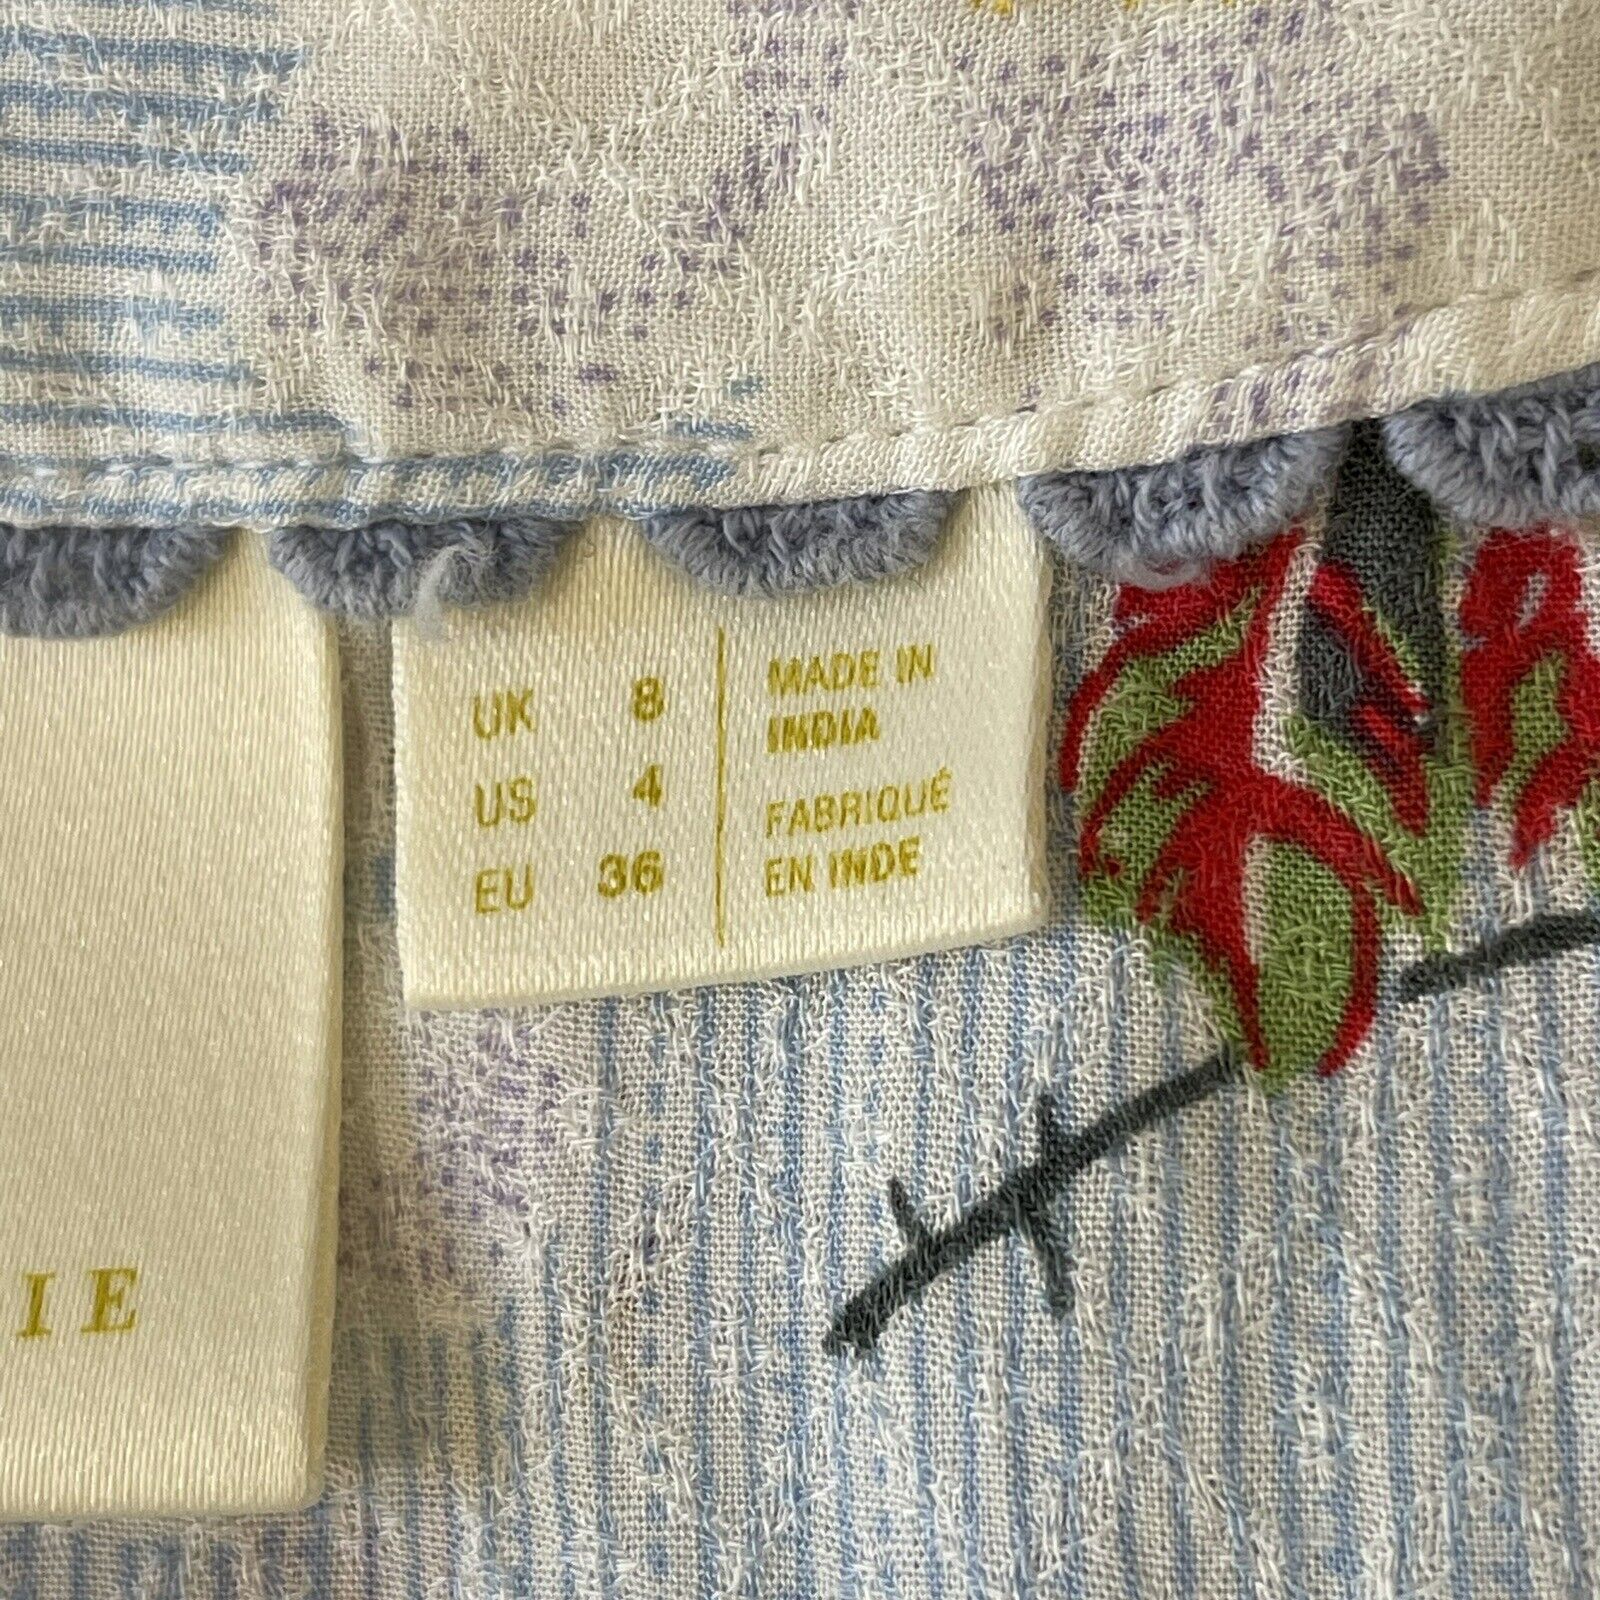 UK 8
US 4
EU 36
MADE IN
INDIA
FABRIQUÉ
EN INDE
IE